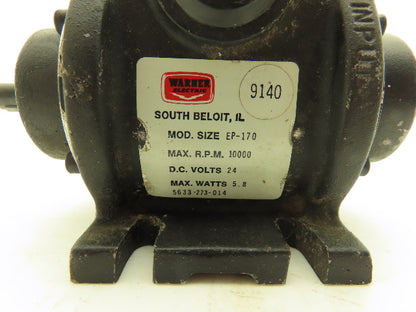 WARNER
ELECTRIC
9140
INPUT
SOUTH BELOIT, IL
MOD. SIZE EP-170
MAX. R.P.M. 10000
D.C. VOLTS 24
MAX. WATTS 5.8
5633-273-014